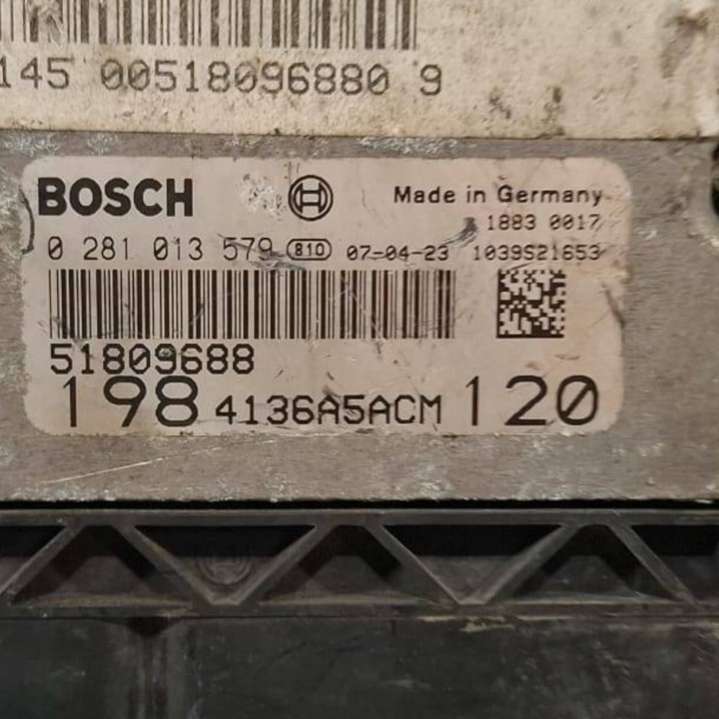 145 00518096880 9
BOSCH Made in Germany
1883 0017
0 281 013 579 810 07-04-23 1039S21653
51809688
198 4136A5ACM 120